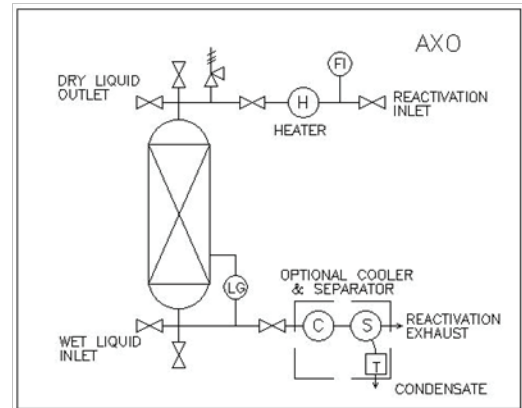 AXO
FI
DRY LIQUID
OUTLET
H
REACTIVATION
INLET
HEATER
LG
OPTIONAL COOLER
& SEPARATOR
C
S
REACTIVATION
EXHAUST
WET LIQUID
INLET
T
CONDENSATE